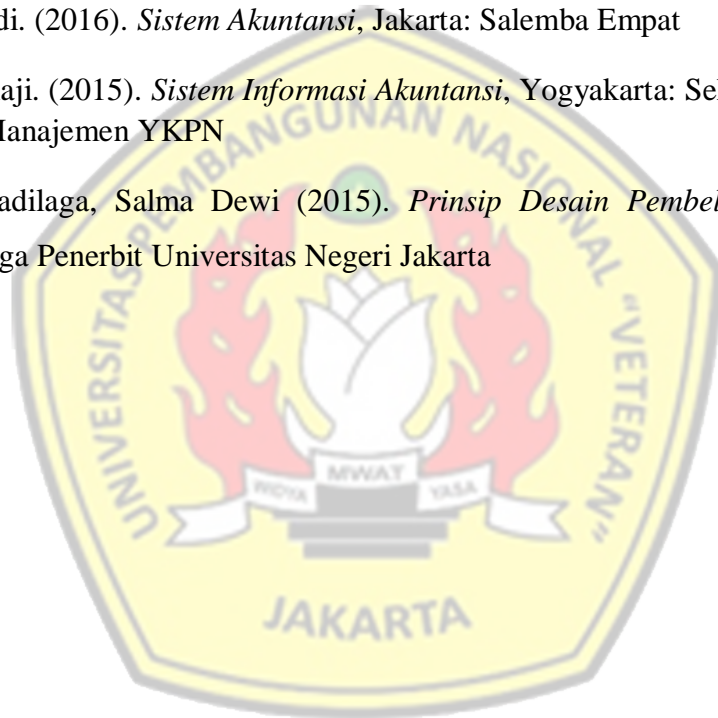 di. (2016). Sistem Akuntansi, Jakarta: Salemba Empat
aji. (2015). Sistem Informasi Akuntansi, Yogyakarta: Se
Manajemen YKPN
adilaga, Salma Dewi (2015). Prinsip Desain Pembel
ga Penerbit Universitas Negeri Jakarta
UNIVERSITAS PEMBANGUNAN NASIONAL "VETERAN"
WIDYA MWAT YASA
JAKARTA